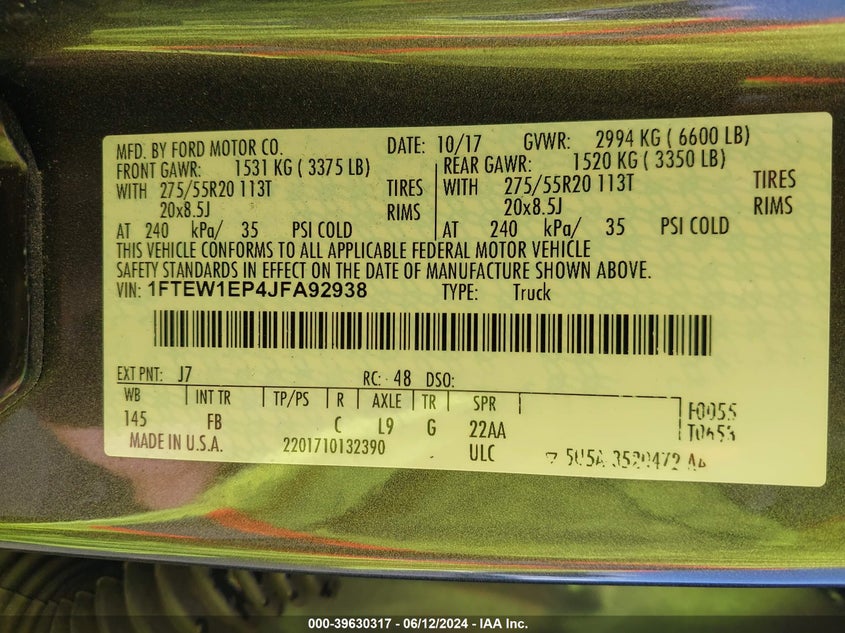 MFD. BY FORD MOTOR CO. DATE: 10/17 GVWR: 2994 KG ( 6600 LB)
FRONT GAWR: 1531 KG ( 3375 LB) REAR GAWR: 1520 KG ( 3350 LB)
WITH 275/55R20 113T TIRES WITH 275/55R20 113T TIRES
20x8.5J RIMS 20x8.5J RIMS
AT 240 kPa/ 35 PSI COLD AT 240 kPa/ 35 PSI COLD
THIS VEHICLE CONFORMS TO ALL APPLICABLE FEDERAL MOTOR VEHICLE
SAFETY STANDARDS IN EFFECT ON THE DATE OF MANUFACTURE SHOWN ABOVE.
VIN: 1FTEW1EP4JFA92938 TYPE: Truck
EXT PNT: J7 RC: 48 DSO:
WB INT TR TP/PS R AXLE TR SPR
145 FB C L9 G 22AA
MADE IN U.S.A. 2201710132390 ULC
000-39630317 - 06/12/2024 - IAA Inc.